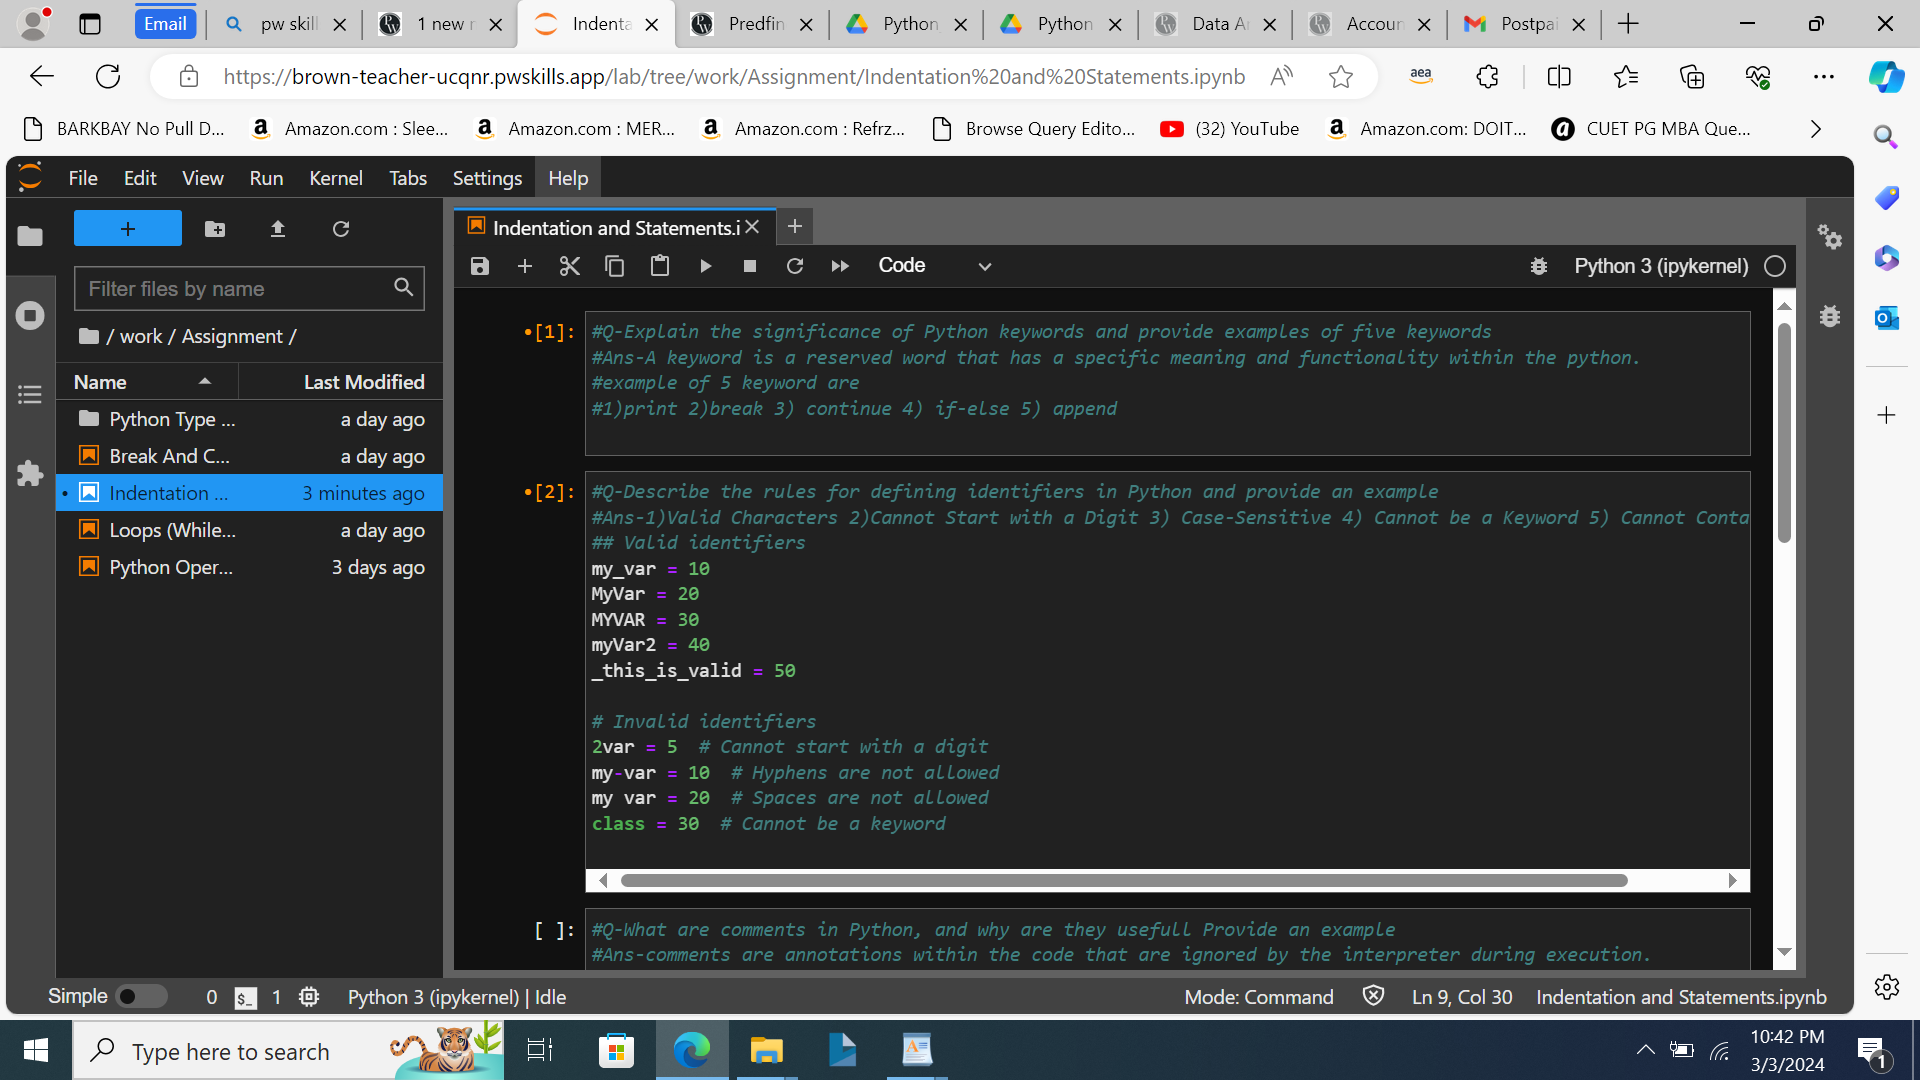 Email
pw skill
1 new r
Indenta
Predfin
Python
Python
Data A
Accoun
Postpai
https://brown-teacher-ucqnr.pwskills.app/lab/tree/work/Assignment/Indentation%20and%20Statements.ipynb
aea
BARKBAY No Pull D...
Amazon.com : Slee...
Amazon.com : MER...
Amazon.com : Refrz...
Browse Query Edito...
(32) YouTube
Amazon.com: DOIT...
CUET PG MBA Que...
File Edit View Run Kernel Tabs Settings Help
Indentation and Statements.i
Filter files by name
Code
Python 3 (ipykernel)
/ work / Assignment /
Name Last Modified
Python Type ... a day ago
Break And C... a day ago
Indentation ... 3 minutes ago
Loops (While... a day ago
Python Oper... 3 days ago
[1]:
#Q-Explain the significance of Python keywords and provide examples of five keywords
#Ans-A keyword is a reserved word that has a specific meaning and functionality within the python.
#example of 5 keyword are
#1)print 2)break 3) continue 4) if-else 5) append
[2]:
#Q-Describe the rules for defining identifiers in Python and provide an example
#Ans-1)Valid Characters 2)Cannot Start with a Digit 3) Case-Sensitive 4) Cannot be a Keyword 5) Cannot Conta
## Valid identifiers
my_var = 10
MyVar = 20
MYVAR = 30
myVar2 = 40
_this_is_valid = 50
# Invalid identifiers
2var = 5 # Cannot start with a digit
my-var = 10 # Hyphens are not allowed
my var = 20 # Spaces are not allowed
class = 30 # Cannot be a keyword
[ ]:
#Q-What are comments in Python, and why are they usefull Provide an example
#Ans-comments are annotations within the code that are ignored by the interpreter during execution.
Simple 0 $_ 1 Python 3 (ipykernel) | Idle Mode: Command Ln 9, Col 30 Indentation and Statements.ipynb
Type here to search
10:42 PM
3/3/2024
1